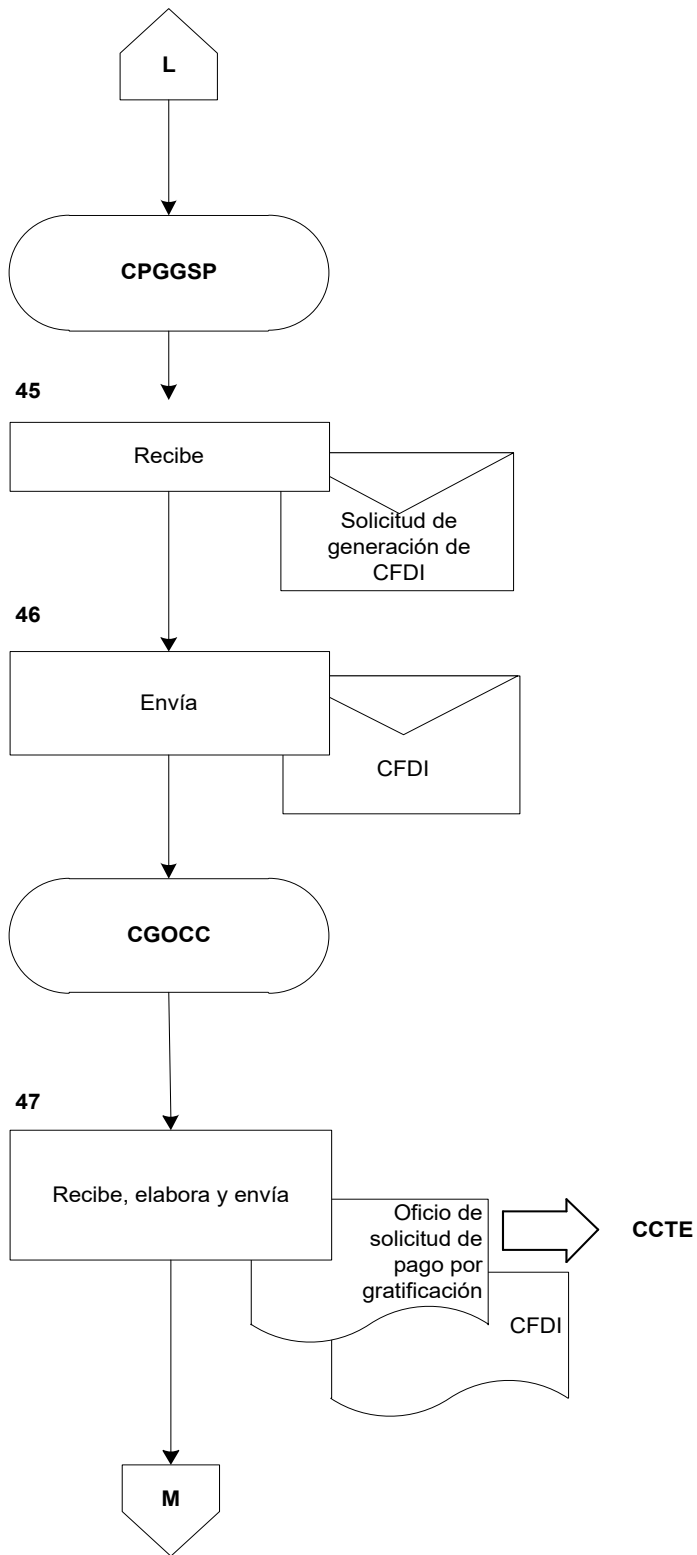 L
CPGGSP
45
Recibe
Solicitud de
generación de
CFDI
46
Envía
CFDI
CGOCC
47
Recibe, elabora y envía
Oficio de
solicitud de
pago por
gratificación
CCTE
CFDI
M